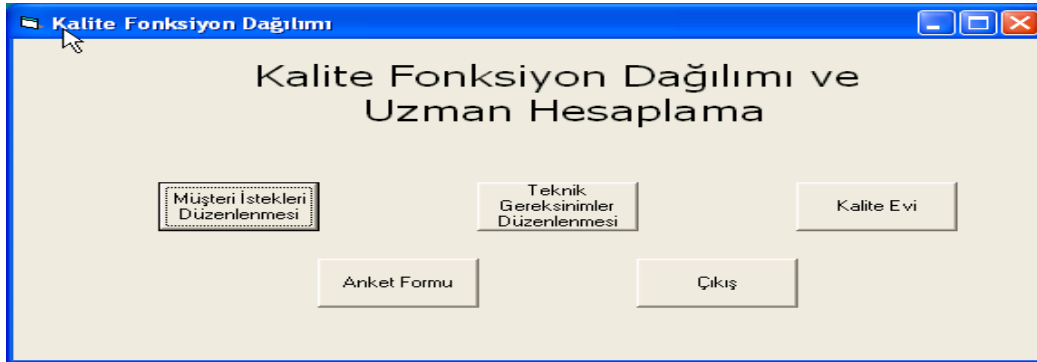 Kalite Fonksiyon Dağılımı
Kalite Fonksiyon Dağılımı ve
Uzman Hesaplama
Müşteri İstekleri
Düzenlenmesi
Teknik
Gereksinimler
Düzenlenmesi
Kalite Evi
Anket Formu
Çıkış